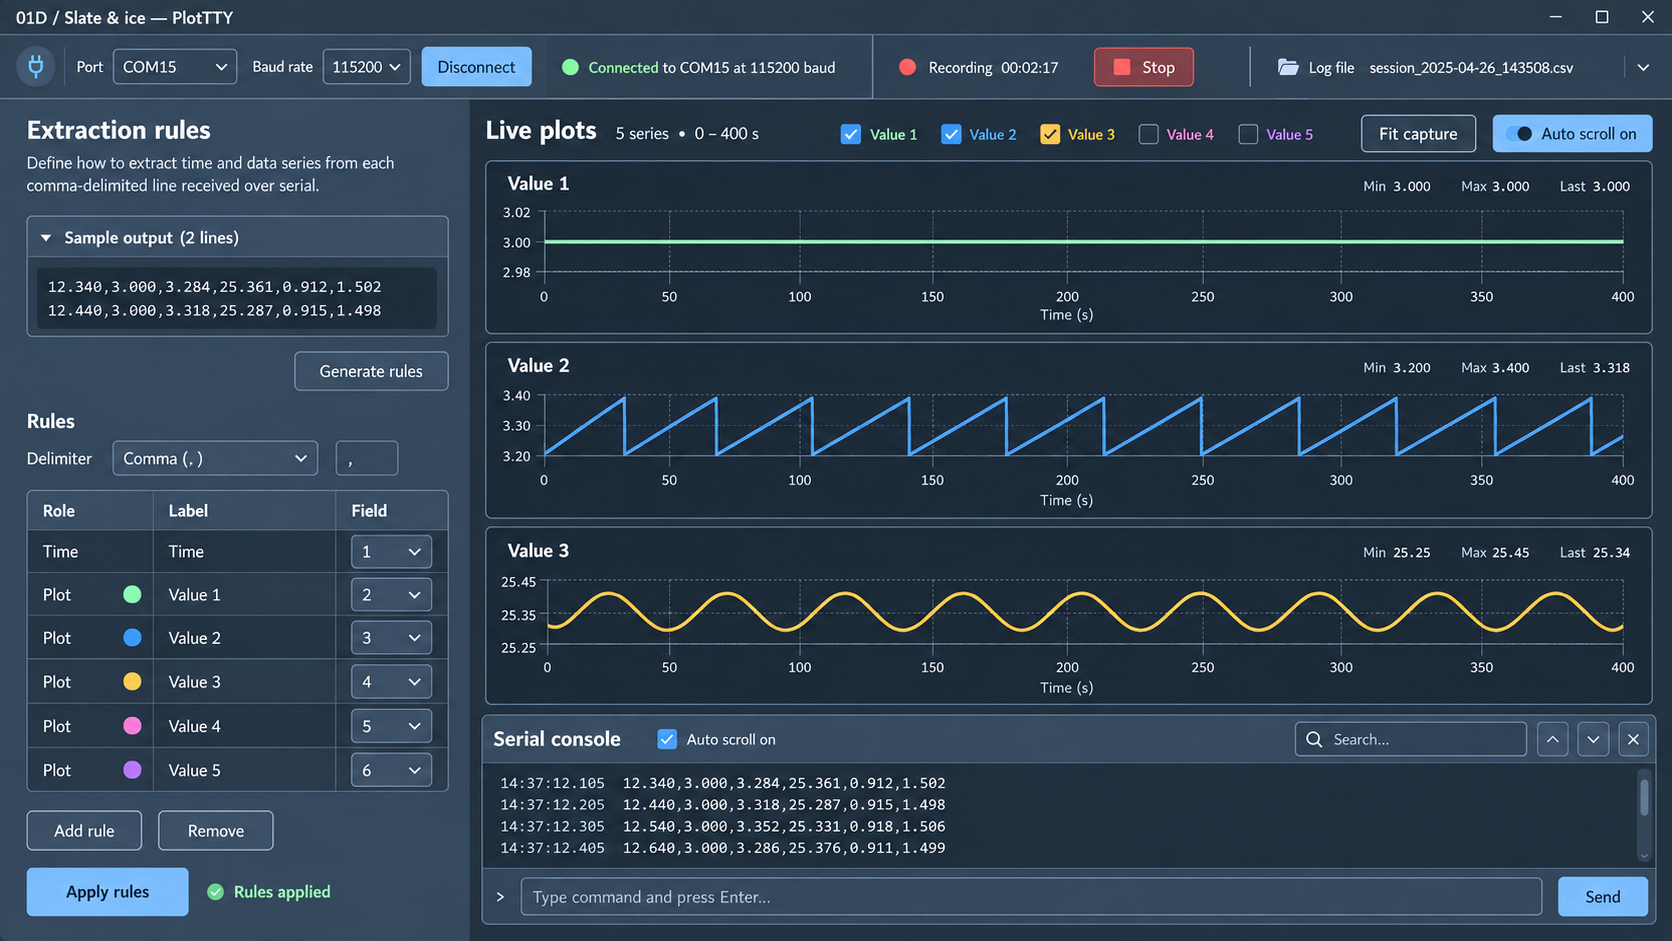 01D / Slate & ice — PlotTTY
Port COM15 Baud rate 115200 Disconnect Connected to COM15 at 115200 baud Recording 00:02:17 Stop Log file session_2025-04-26_143508.csv
Extraction rules
Define how to extract time and data series from each
comma-delimited line received over serial.
Sample output (2 lines)
12.340,3.000,3.284,25.361,0.912,1.502
12.440,3.000,3.318,25.287,0.915,1.498
Generate rules
Rules
Delimiter Comma (,) ,
Role Label Field
Time Time 1
Plot Value 1 2
Plot Value 2 3
Plot Value 3 4
Plot Value 4 5
Plot Value 5 6
Add rule Remove
Apply rules Rules applied
Live plots 5 series • 0 – 400 s Value 1 Value 2 Value 3 Value 4 Value 5 Fit capture Auto scroll on
Value 1 Min 3.000 Max 3.000 Last 3.000
3.02
3.00
2.98
0 50 100 150 200 250 300 350 400
Time (s)
Value 2 Min 3.200 Max 3.400 Last 3.318
3.40
3.30
3.20
0 50 100 150 200 250 300 350 400
Time (s)
Value 3 Min 25.25 Max 25.45 Last 25.34
25.45
25.35
25.25
0 50 100 150 200 250 300 350 400
Time (s)
Serial console Auto scroll on Search...
14:37:12.105 12.340,3.000,3.284,25.361,0.912,1.502
14:37:12.205 12.440,3.000,3.318,25.287,0.915,1.498
14:37:12.305 12.540,3.000,3.352,25.331,0.918,1.506
14:37:12.405 12.640,3.000,3.286,25.376,0.911,1.499
> Type command and press Enter... Send